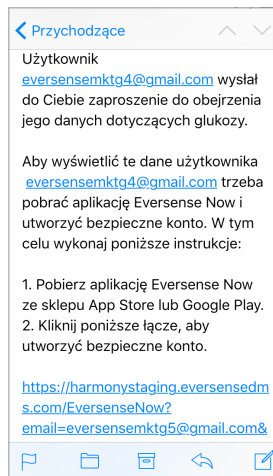 Przychodzące
Użytkownik
eversensemktg4@gmail.com wysłał
do Ciebie zaproszenie do obejrzenia
jego danych dotyczących glukozy.
Aby wyświetlić te dane użytkownika
eversensemktg4@gmail.com trzeba
pobrać aplikację Eversense Now i
utworzyć bezpieczne konto. W tym
celu wykonaj poniższe instrukcje:
1. Pobierz aplikację Eversense Now
ze sklepu App Store lub Google Play.
2. Kliknij poniższe łącze, aby
utworzyć bezpieczne konto.
https://harmonystaging.eversensedm
s.com/EversenseNow?
email=eversensemktg5@gmail.com&